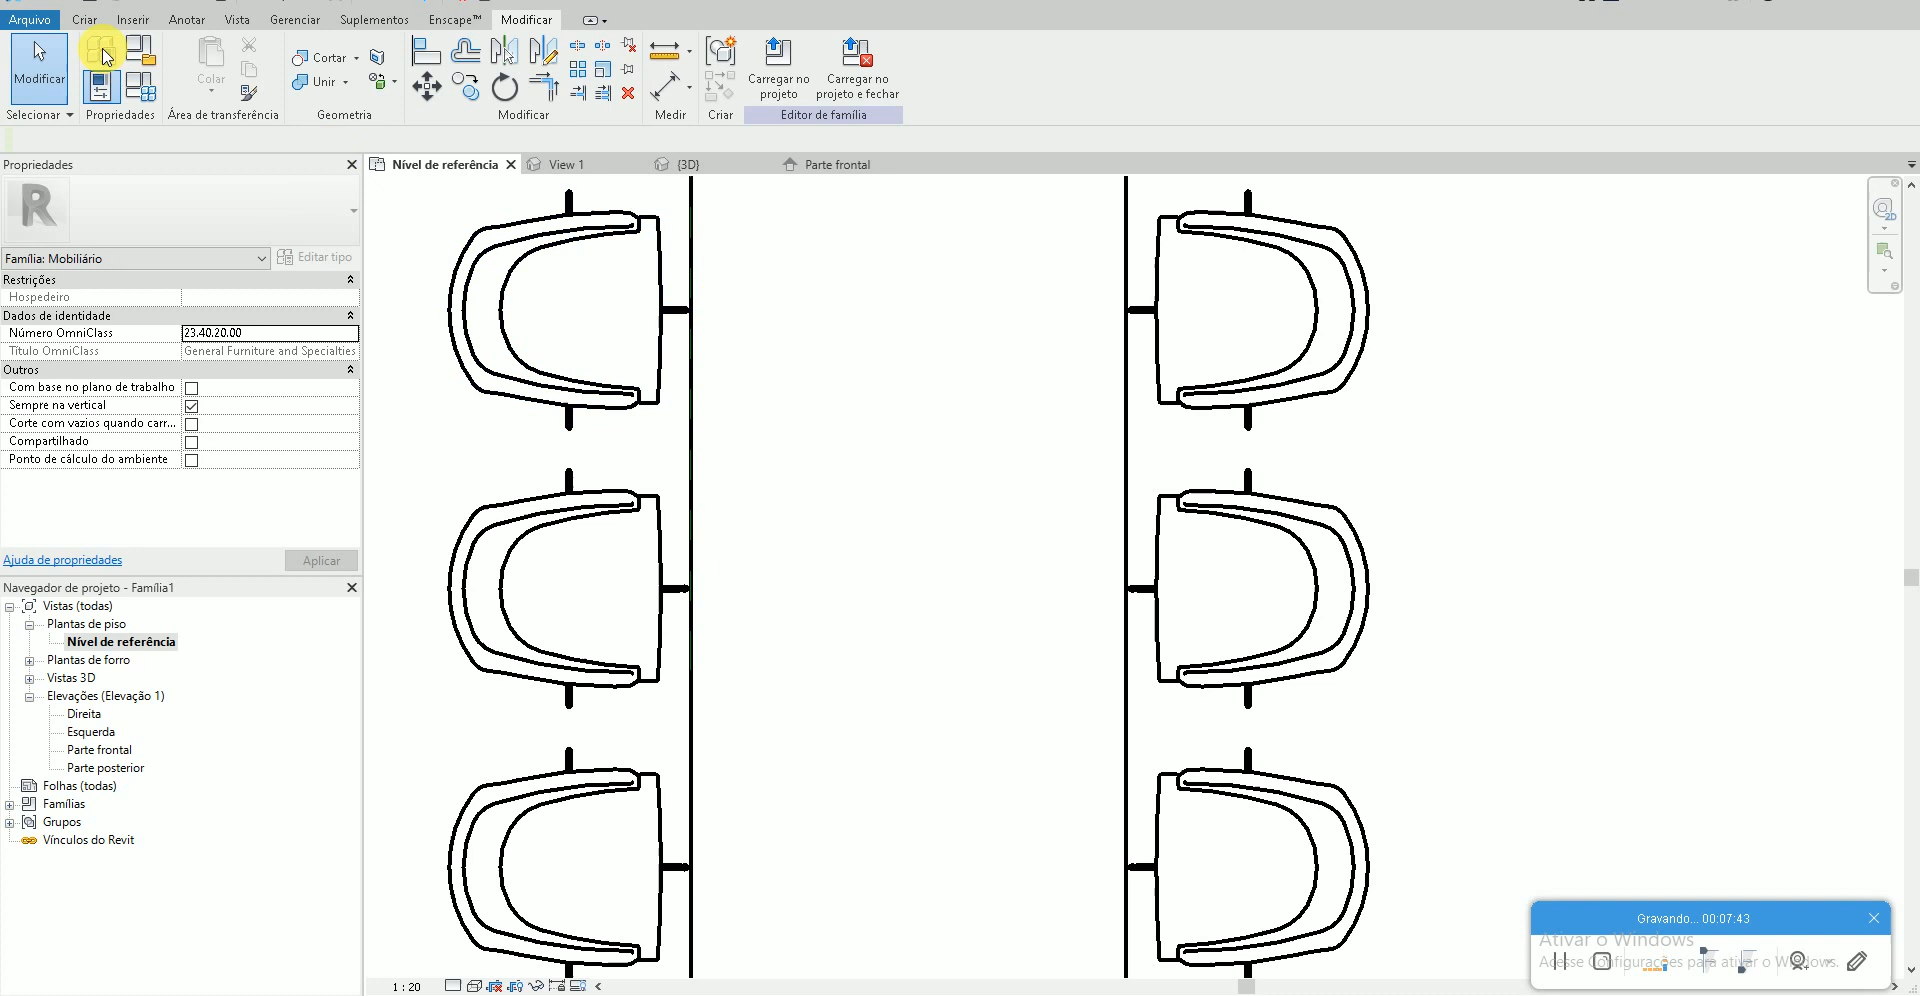 Arquivo Criar Inserir Anotar Vista Gerenciar Suplementos Enscape™ Modificar
Modificar
Colar
Cortar
Unir
Carregar no projeto
Carregar no projeto e fechar
Selecionar Propriedades Área de transferência Geometria Modificar Medir Criar Editor de família
Propriedades
Nível de referência View 1 {3D} Parte frontal
R
Família: Mobiliário Editar tipo
Restrições
Hospedeiro
Dados de identidade
Número OmniClass 23.40.20.00
Título OmniClass General Furniture and Specialties
Outros
Com base no plano de trabalho
Sempre na vertical
Corte com vazios quando carr...
Compartilhado
Ponto de cálculo do ambiente
Ajuda de propriedades Aplicar
Navegador de projeto - Família1
Vistas (todas)
Plantas de piso
Nível de referência
Plantas de forro
Vistas 3D
Elevações (Elevação 1)
Direita
Esquerda
Parte frontal
Parte posterior
Folhas (todas)
Famílias
Grupos
Vínculos do Revit
2D
1 : 20
Gravando... 00:07:43
Ativar o Windows
Acesse Configurações para ativar o Windows.